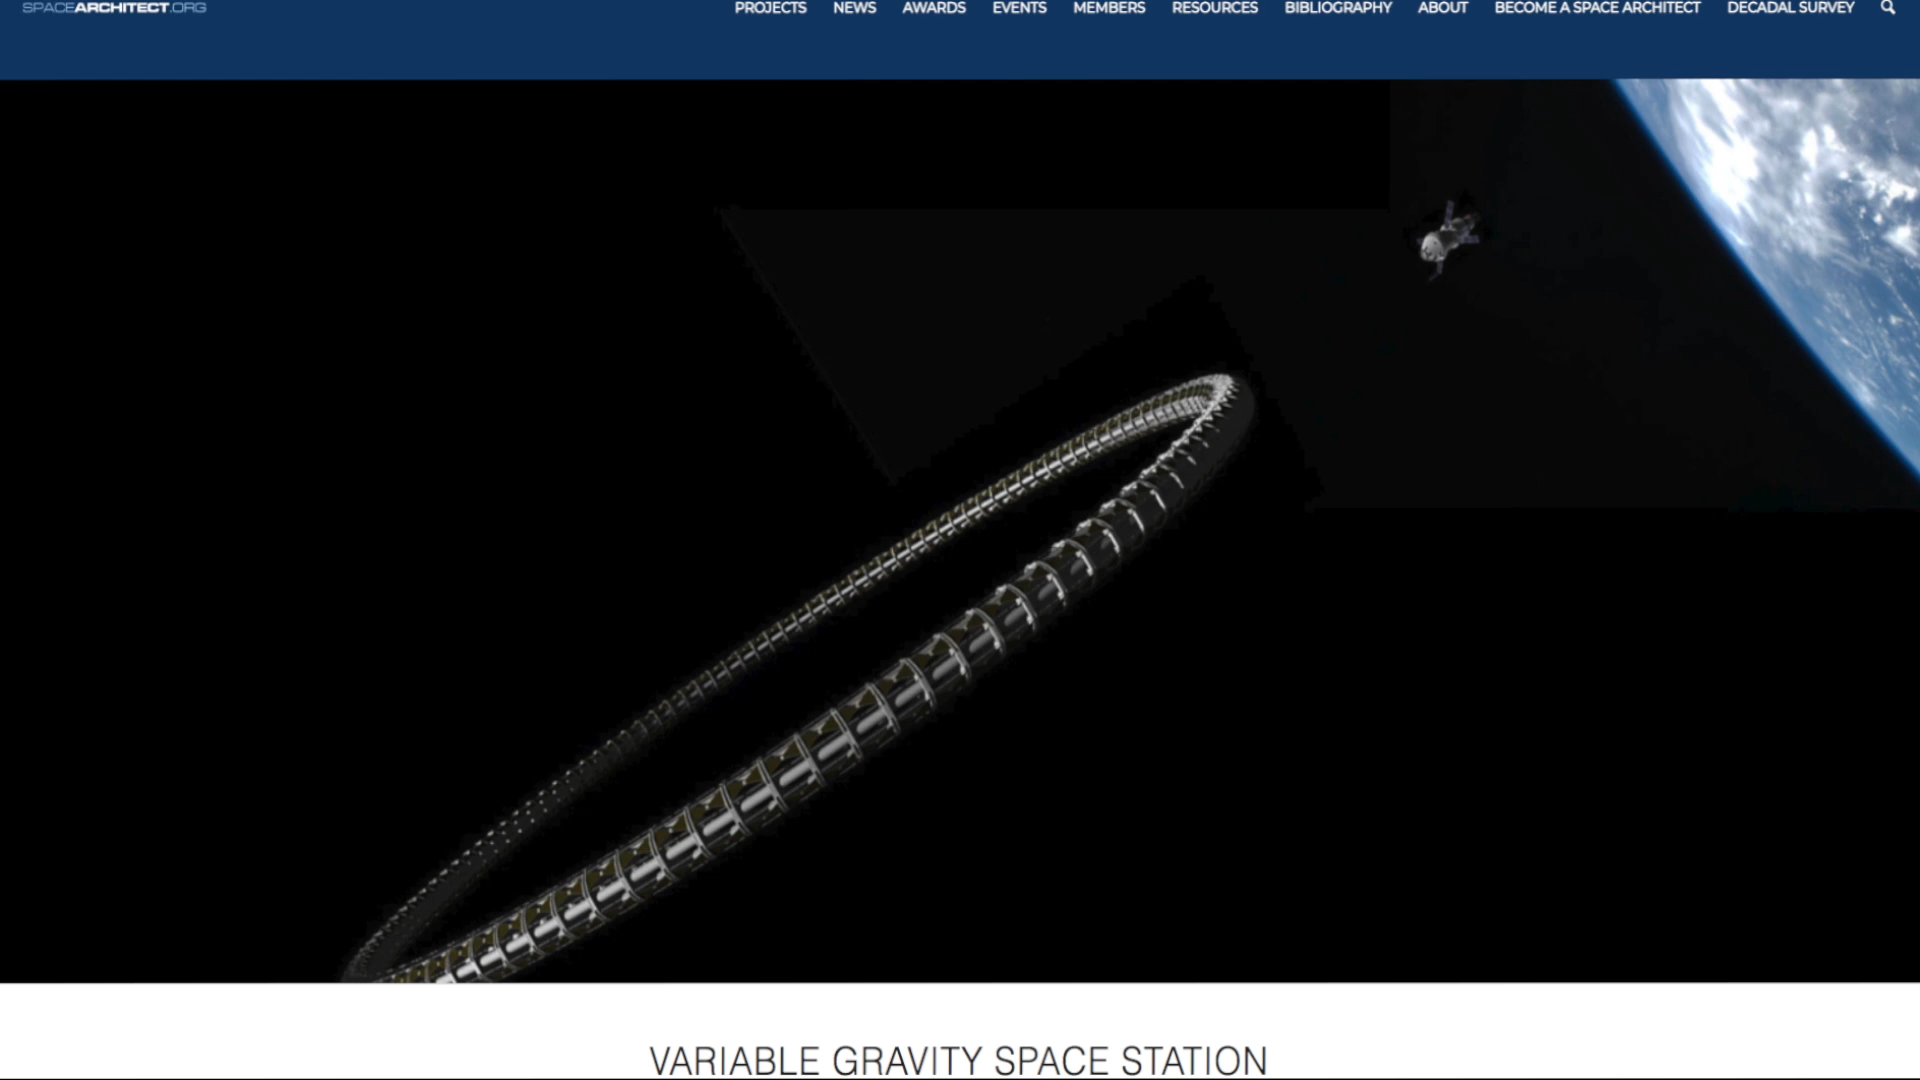 SPACEARCHITECT.ORG
PROJECTS NEWS AWARDS EVENTS MEMBERS RESOURCES BIBLIOGRAPHY ABOUT BECOME A SPACE ARCHITECT DECADAL SURVEY
VARIABLE GRAVITY SPACE STATION